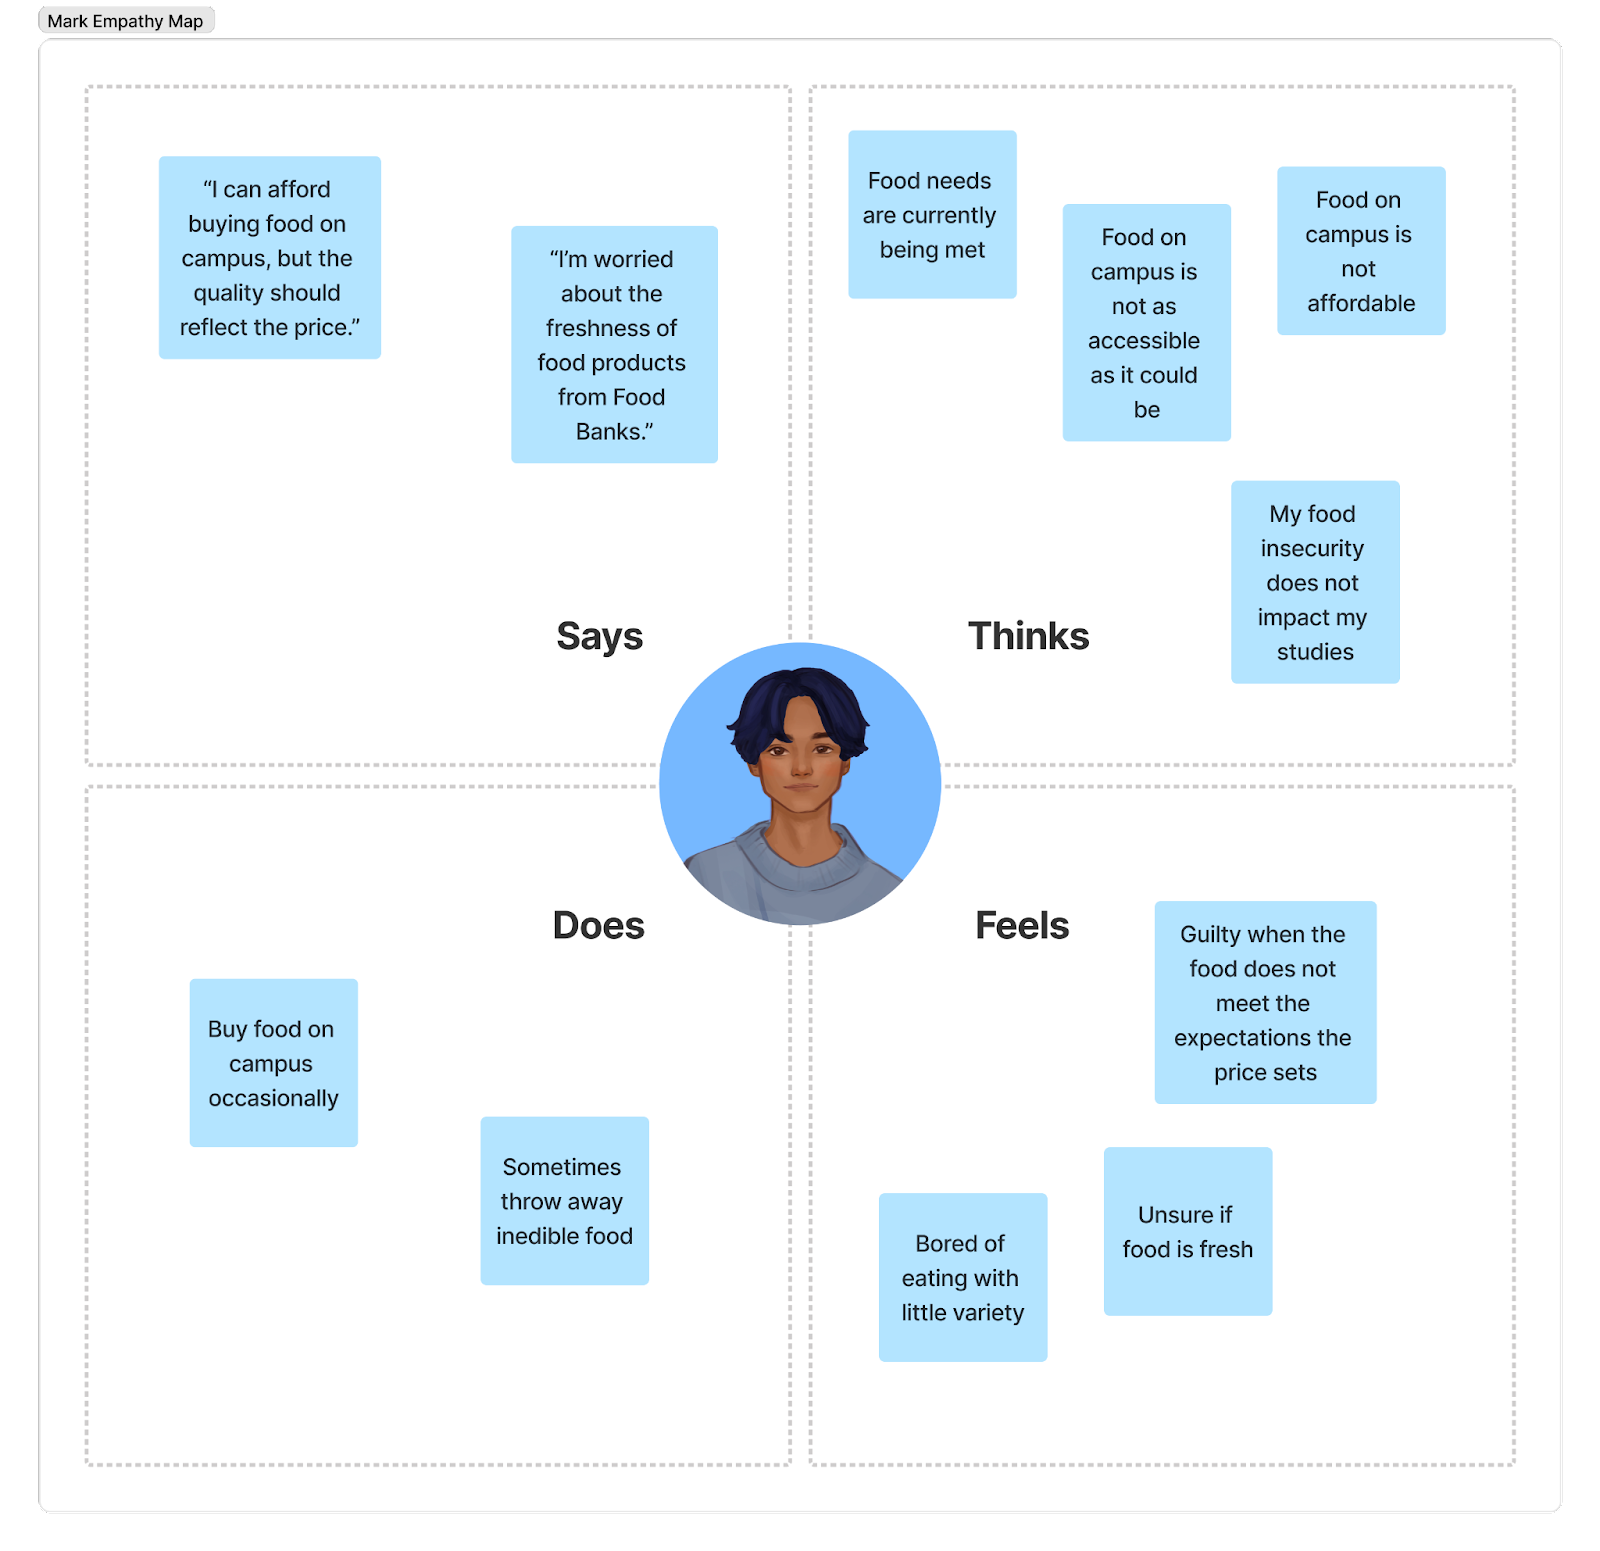 Mark Empathy Map
“I can afford
buying food on
campus, but the
quality should
reflect the price.”
“I’m worried
about the
freshness of
food products
from Food
Banks.”
Says
Food needs
are currently
being met
Food on
campus is
not as
accessible
as it could
be
Food on
campus is
not
affordable
My food
insecurity
does not
impact my
studies
Thinks
Does
Buy food on
campus
occasionally
Sometimes
throw away
inedible food
Feels
Guilty when the
food does not
meet the
expectations the
price sets
Bored of
eating with
little variety
Unsure if
food is fresh